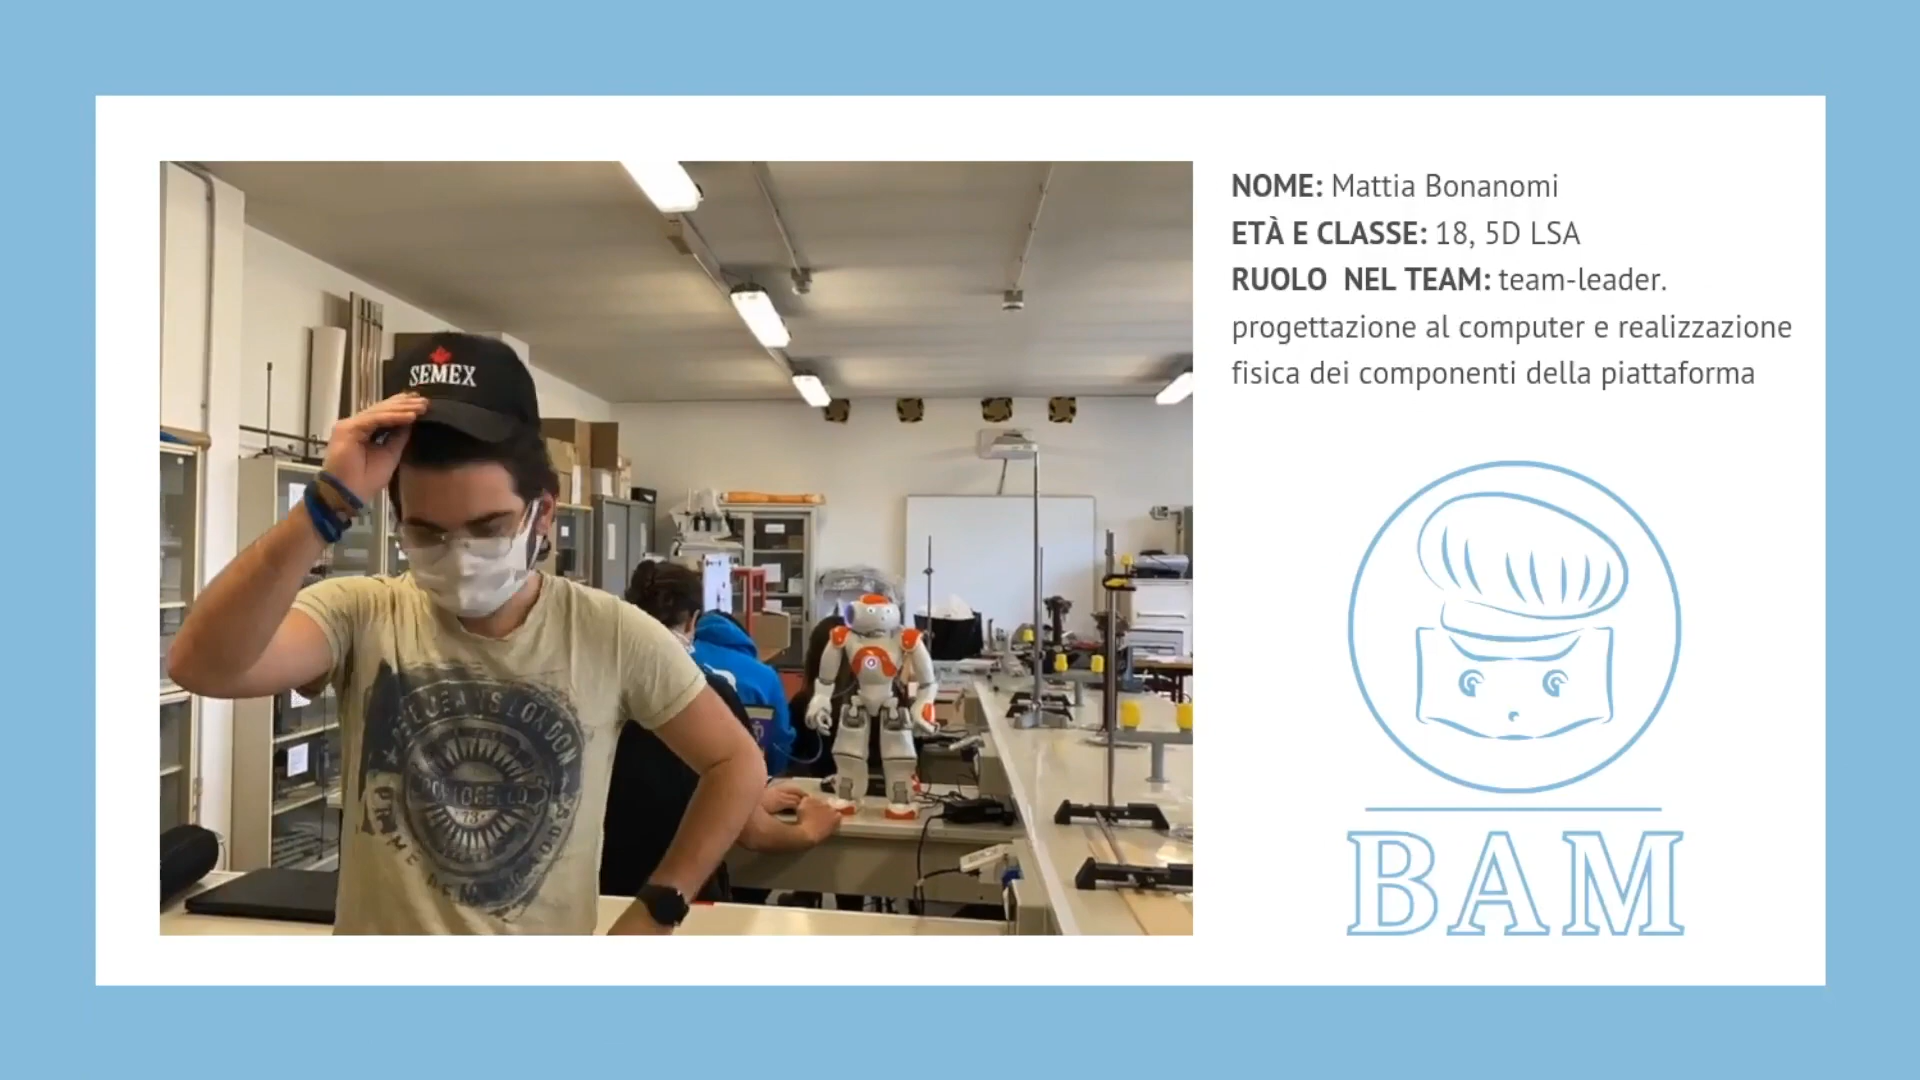 NOME: Mattia Bonanomi
ETÀ E CLASSE: 18, 5D LSA
RUOLO NEL TEAM: team-leader.
progettazione al computer e realizzazione
fisica dei componenti della piattaforma
SEMEX
BAM